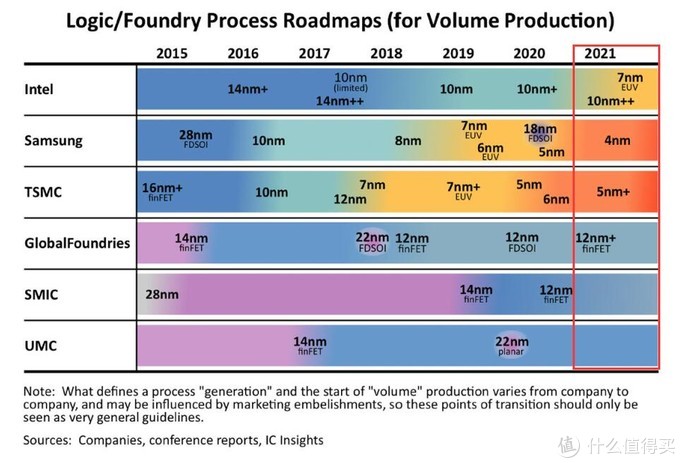 Logic/Foundry Process Roadmaps (for Volume Production)
2015 2016 2017 2018 2019 2020 2021
Intel
14nm+
10nm
(limited)
14nm++
10nm
10nm+
7nm
EUV
10nm++
Samsung
28nm
FDSOI
10nm
8nm
7nm
EUV
6nm
EUV
18nm
FDSOI
5nm
4nm
TSMC
16nm+
finFET
10nm
7nm
12nm
7nm+
EUV
5nm
6nm
5nm+
GlobalFoundries
14nm
finFET
22nm
FDSOI
12nm
finFET
12nm
FDSOI
12nm+
finFET
SMIC
28nm
14nm
finFET
12nm
finFET
UMC
14nm
finFET
22nm
planar
Note: What defines a process "generation" and the start of "volume" production varies from company to
company, and may be influenced by marketing embelishments, so these points of transition should only be
seen as very general guidelines.
Sources: Companies, conference reports, IC Insights
值 什么值得买